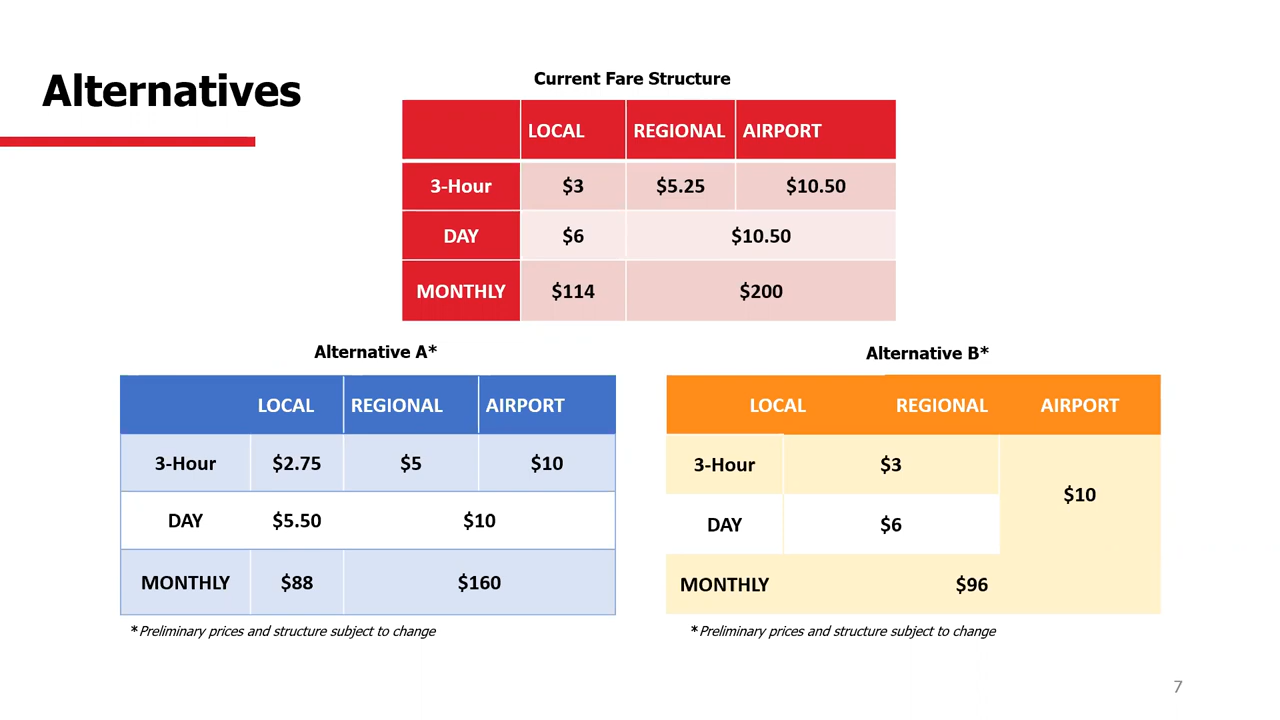 Alternatives
Current Fare Structure
LOCAL REGIONAL AIRPORT
3-Hour $3 $5.25 $10.50
DAY $6 $10.50
MONTHLY $114 $200
Alternative A*
LOCAL REGIONAL AIRPORT
3-Hour $2.75 $5 $10
DAY $5.50 $10
MONTHLY $88 $160
*Preliminary prices and structure subject to change
Alternative B*
LOCAL REGIONAL AIRPORT
3-Hour $3
$10
DAY $6
MONTHLY $96
*Preliminary prices and structure subject to change
7